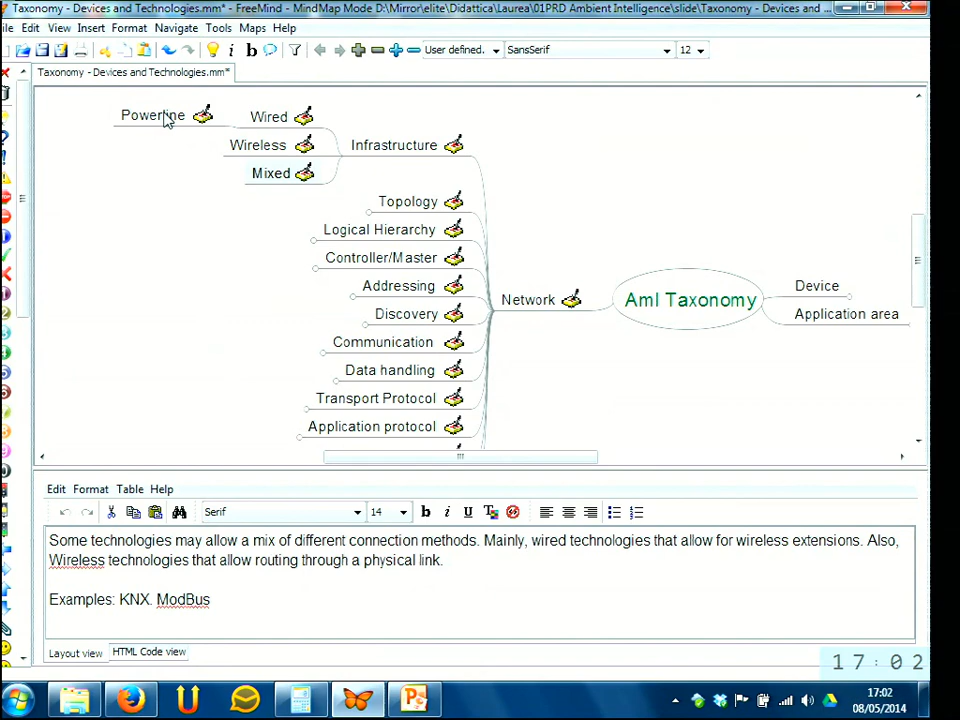 Taxonomy - Devices and Technologies.mm* - FreeMind - MindMap Mode D:\Mirror\elite\Didattica\Laurea\01PRD Ambient Intelligence\slide\Taxonomy - Devices and ...
File Edit View Insert Format Navigate Tools Maps Help
User defined. SansSerif 12
Taxonomy - Devices and Technologies.mm*
Powerline Wired
Wireless Infrastructure
Mixed
Topology
Logical Hierarchy
Controller/Master
Addressing Device
Network AmI Taxonomy
Discovery Application area
Communication
Data handling
Transport Protocol
Application protocol
Edit Format Table Help
Serif 14
Some technologies may allow a mix of different connection methods. Mainly, wired technologies that allow for wireless extensions. Also,
Wireless technologies that allow routing through a physical link.
Examples: KNX. ModBus
Layout view HTML Code view
17:02
17:02
08/05/2014